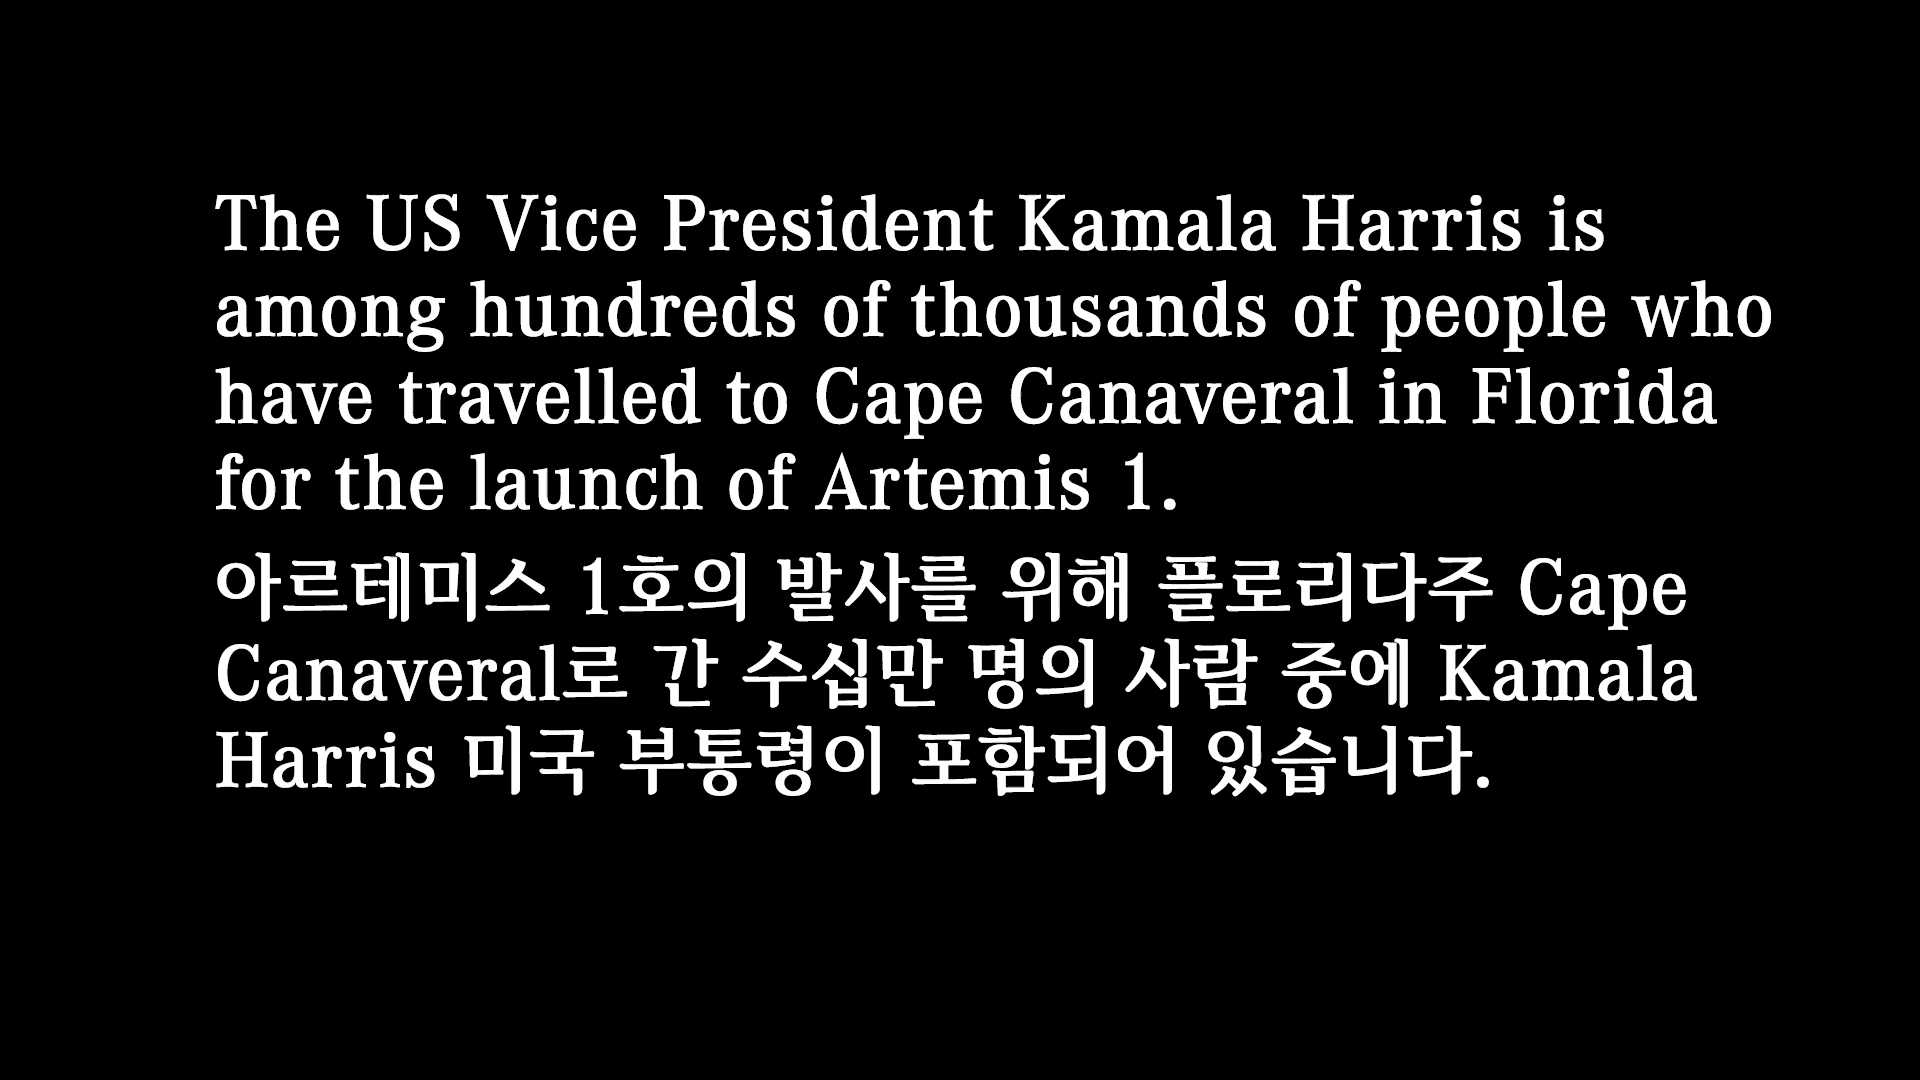 The US Vice President Kamala Harris is
among hundreds of thousands of people who
have travelled to Cape Canaveral in Florida
for the launch of Artemis 1.
아르테미스 1호의 발사를 위해 플로리다주 Cape
Canaveral로 간 수십만 명의 사람 중에 Kamala
Harris 미국 부통령이 포함되어 있습니다.